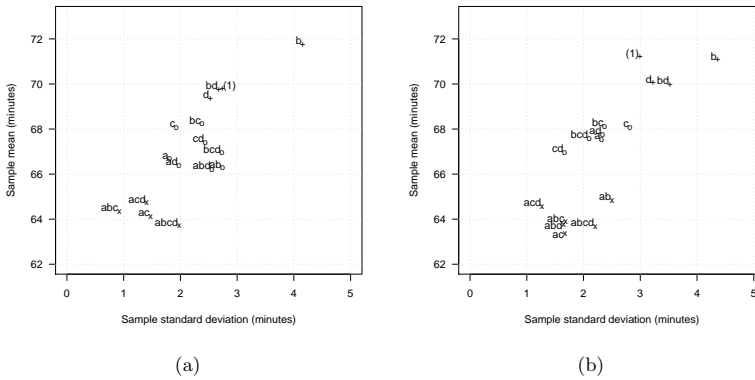 72
70
68
66
64
62
Sample mean (minutes)
b
bd
(1)
d
c
bc
cd
bcd
a
ad
abd
ab
acd
abc
ac
abcd
0 1 2 3 4 5
Sample standard deviation (minutes)
(a)
72
70
68
66
64
62
Sample mean (minutes)
(1)
b
d
bd
bc
c
ad
bcd
a
cd
ab
acd
abc
abd
abcd
ac
0 1 2 3 4 5
Sample standard deviation (minutes)
(b)